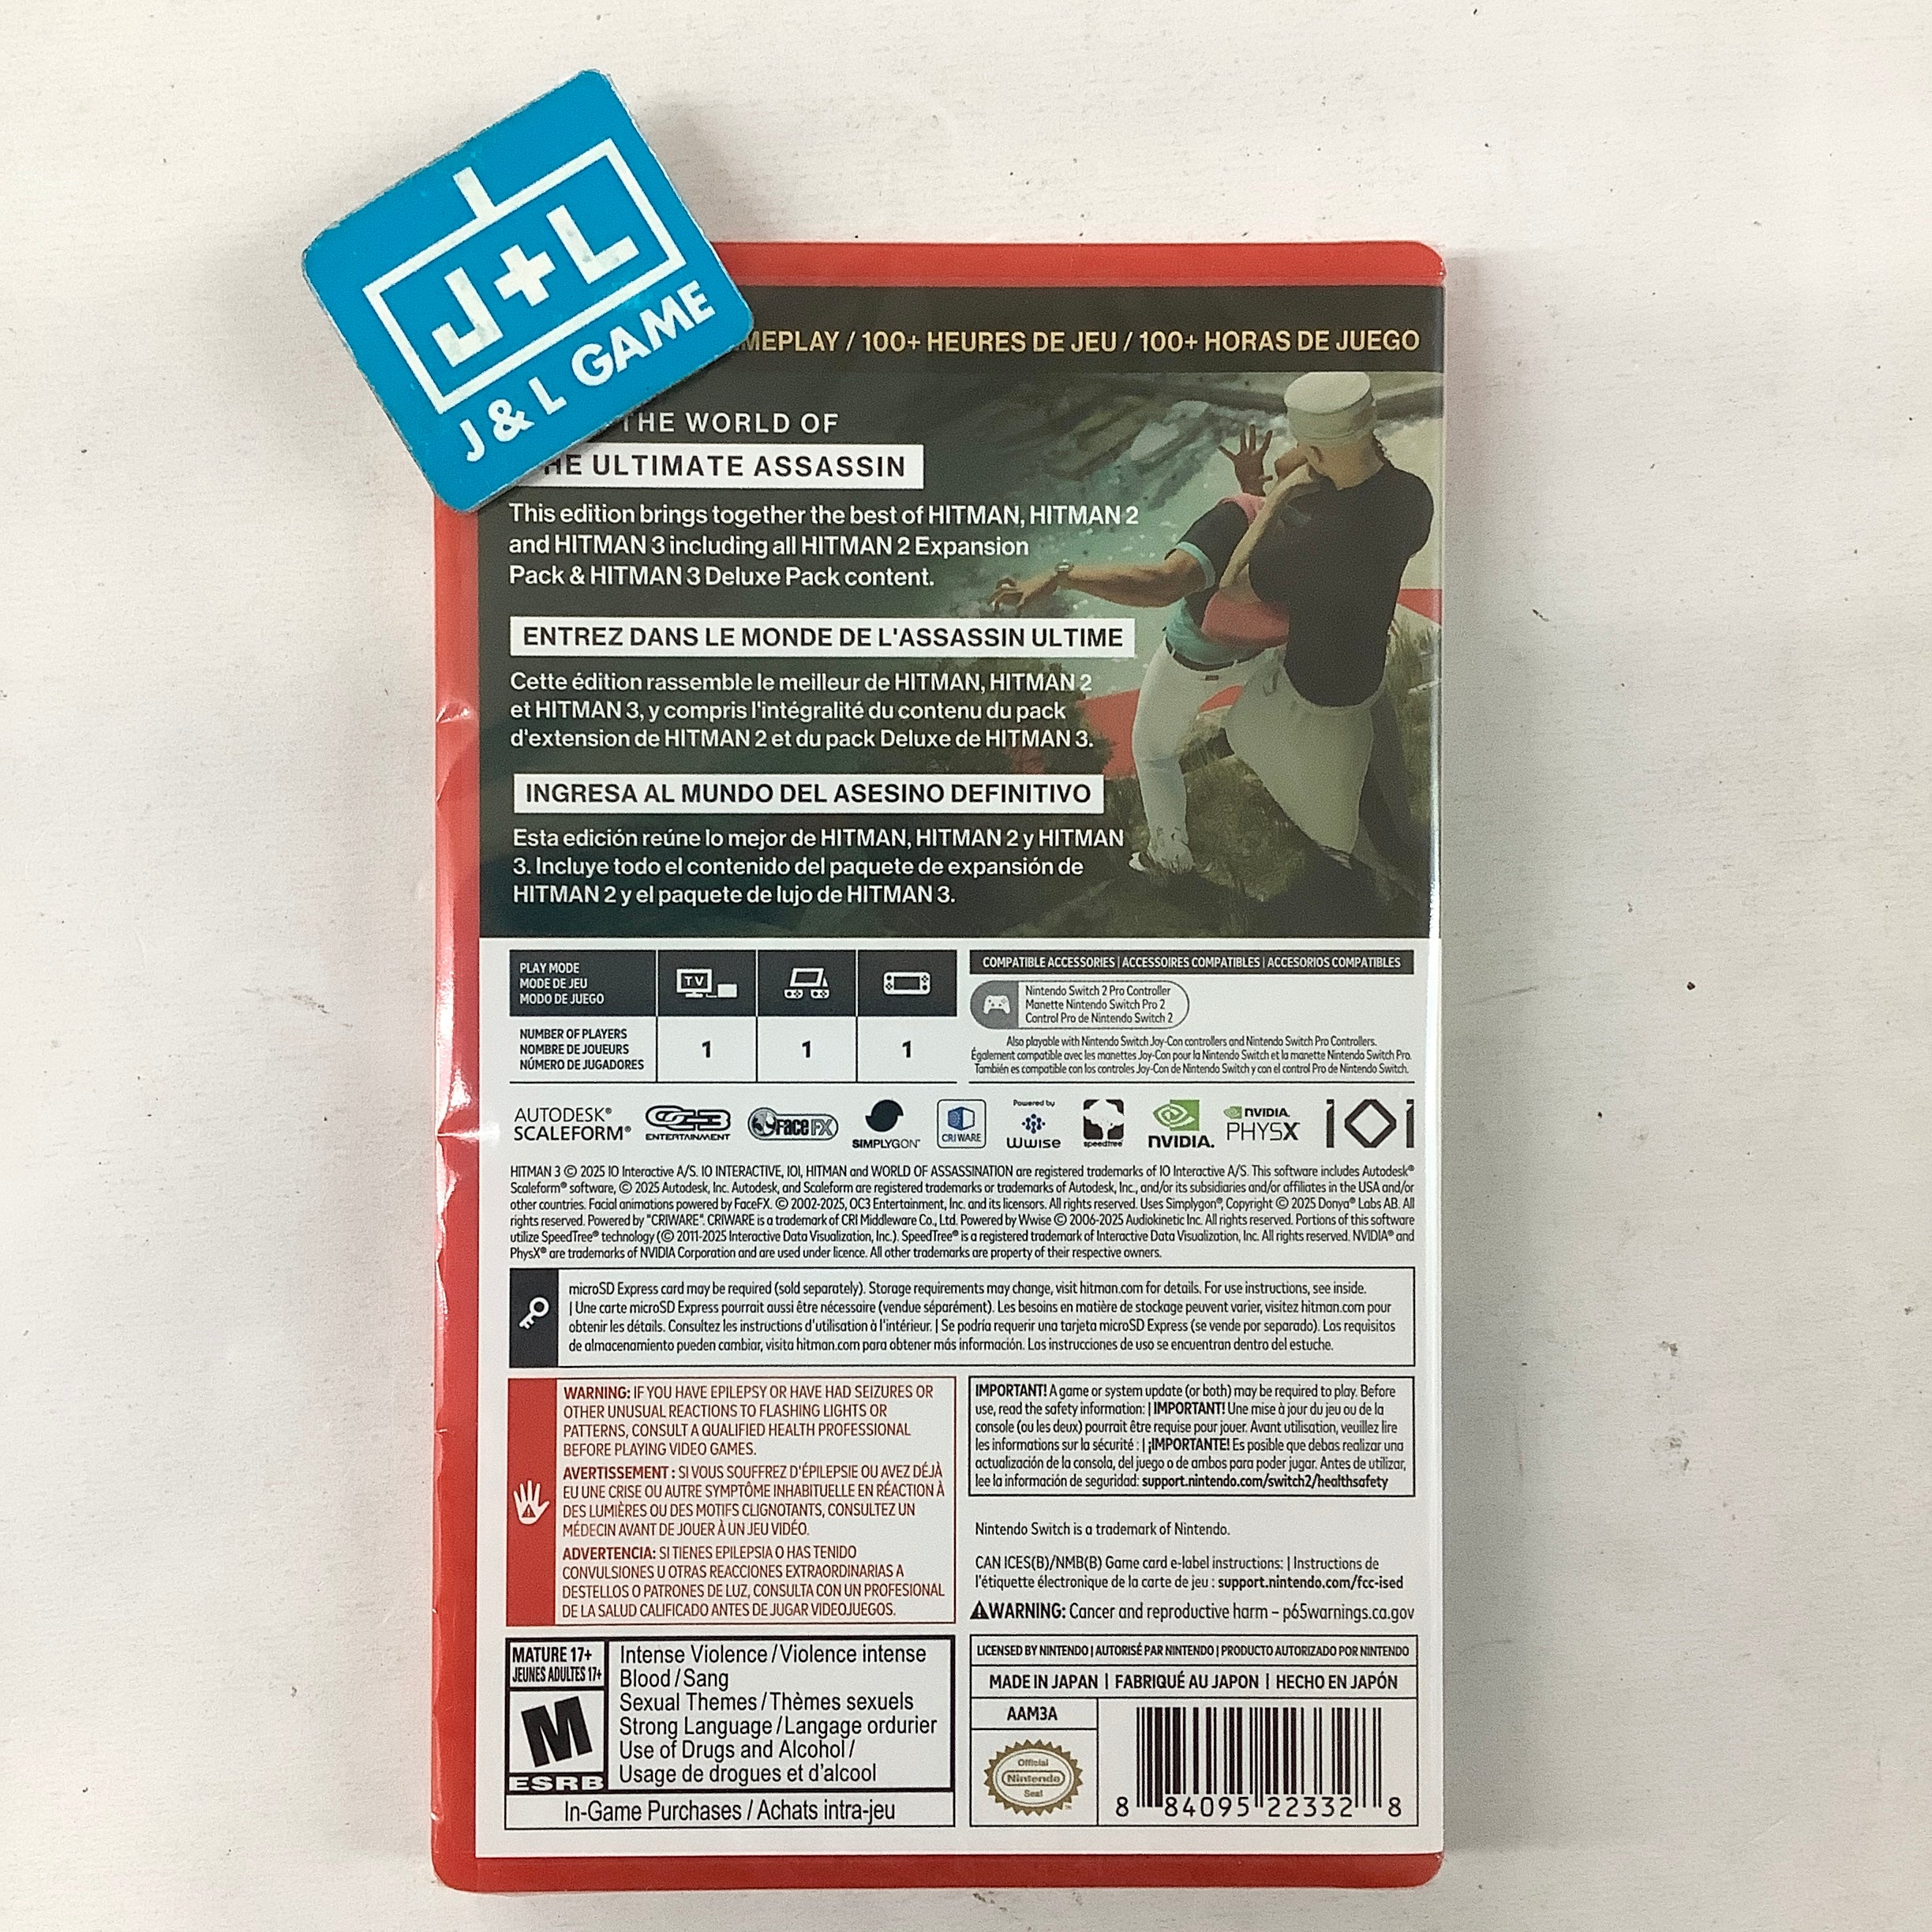 J+L
J & L GAME
MEPLAY / 100+ HEURES DE JEU / 100+ HORAS DE JUEGO
THE WORLD OF
HE ULTIMATE ASSASSIN
This edition brings together the best of HITMAN, HITMAN 2
and HITMAN 3 including all HITMAN 2 Expansion
Pack & HITMAN 3 Deluxe Pack content.
ENTREZ DANS LE MONDE DE L'ASSASSIN ULTIME
Cette édition rassemble le meilleur de HITMAN, HITMAN 2
et HITMAN 3, y compris l'intégralité du contenu du pack
d'extension de HITMAN 2 et du pack Deluxe de HITMAN 3.
INGRESA AL MUNDO DEL ASESINO DEFINITIVO
Esta edición reúne lo mejor de HITMAN, HITMAN 2 y HITMAN
3. Incluye todo el contenido del paquete de expansión de
HITMAN 2 y el paquete de lujo de HITMAN 3.
PLAY MODE
MODE DE JEU
MODO DE JUEGO
TV
NUMBER OF PLAYERS
NOMBRE DE JOUEURS
NÚMERO DE JUGADORES
1 1 1
COMPATIBLE ACCESSORIES | ACCESSOIRES COMPATIBLES | ACCESORIOS COMPATIBLES
Nintendo Switch 2 Pro Controller
Manette Nintendo Switch Pro 2
Control Pro de Nintendo Switch 2
Also playable with Nintendo Switch Joy-Con controllers and Nintendo Switch Pro Controllers.
Également compatible avec les manettes Joy-Con pour la Nintendo Switch et la manette Nintendo Switch Pro.
También es compatible con los controles Joy-Con de Nintendo Switch y con el control Pro de Nintendo Switch.
AUTODESK®
SCALEFORM®
OC3
ENTERTAINMENT
FaceFX
SIMPLYGON™
CRIWARE
Powered by
Wwise
speedtree
NVIDIA.
NVIDIA.
PHYSX
IOI
HITMAN 3 © 2025 IO Interactive A/S. IO INTERACTIVE, IOI, HITMAN and WORLD OF ASSASSINATION are registered trademarks of IO Interactive A/S. This software includes Autodesk®
Scaleform® software, © 2025 Autodesk, Inc. Autodesk, and Scaleform are registered trademarks or trademarks of Autodesk, Inc., and/or its subsidiaries and/or affiliates in the USA and/or
other countries. Facial animations powered by FaceFX. © 2002-2025, OC3 Entertainment, Inc. and its licensors. All rights reserved. Uses Simplygon®, Copyright © 2025 Donya® Labs AB. All
rights reserved. Powered by "CRIWARE". CRIWARE is a trademark of CRI Middleware Co., Ltd. Powered by Wwise © 2006-2025 Audiokinetic Inc. All rights reserved. Portions of this software
utilize SpeedTree® technology (© 2011-2025 Interactive Data Visualization, Inc.). SpeedTree® is a registered trademark of Interactive Data Visualization, Inc. All rights reserved. NVIDIA® and
PhysX® are trademarks of NVIDIA Corporation and are used under licence. All other trademarks are property of their respective owners.
microSD Express card may be required (sold separately). Storage requirements may change, visit hitman.com for details. For use instructions, see inside.
| Une carte microSD Express pourrait aussi être nécessaire (vendue séparément). Les besoins en matière de stockage peuvent varier, visitez hitman.com pour
obtenir les détails. Consultez les instructions d'utilisation à l'intérieur. | Se podría requerir una tarjeta microSD Express (se vende por separado). Los requisitos
de almacenamiento pueden cambiar, visita hitman.com para obtener más información. Las instrucciones de uso se encuentran dentro del estuche.
WARNING: IF YOU HAVE EPILEPSY OR HAVE HAD SEIZURES OR
OTHER UNUSUAL REACTIONS TO FLASHING LIGHTS OR
PATTERNS, CONSULT A QUALIFIED HEALTH PROFESSIONAL
BEFORE PLAYING VIDEO GAMES.
AVERTISSEMENT : SI VOUS SOUFFREZ D'ÉPILEPSIE OU AVEZ DÉJÀ
EU UNE CRISE OU AUTRE SYMPTÔME INHABITUELLE EN RÉACTION À
DES LUMIÈRES OU DES MOTIFS CLIGNOTANTS, CONSULTEZ UN
MÉDECIN AVANT DE JOUER À UN JEU VIDÉO.
ADVERTENCIA: SI TIENES EPILEPSIA O HAS TENIDO
CONVULSIONES U OTRAS REACCIONES EXTRAORDINARIAS A
DESTELLOS O PATRONES DE LUZ, CONSULTA CON UN PROFESIONAL
DE LA SALUD CALIFICADO ANTES DE JUGAR VIDEOJUEGOS.
IMPORTANT! A game or system update (or both) may be required to play. Before
use, read the safety information: | IMPORTANT! Une mise à jour du jeu ou de la
console (ou les deux) pourrait être requise pour jouer. Avant utilisation, veuillez lire
les informations sur la sécurité : | ¡IMPORTANTE! Es posible que debas realizar una
actualización de la consola, del juego o de ambos para poder jugar. Antes de utilizar,
lee la información de seguridad: support.nintendo.com/switch2/healthsafety
Nintendo Switch is a trademark of Nintendo.
CAN ICES(B)/NMB(B) Game card e-label instructions: | Instructions de
l'étiquette électronique de la carte de jeu : support.nintendo.com/fcc-ised
WARNING: Cancer and reproductive harm – p65warnings.ca.gov
MATURE 17+
JEUNES ADULTES 17+
M
ESRB
Intense Violence / Violence intense
Blood / Sang
Sexual Themes / Thèmes sexuels
Strong Language / Langage ordurier
Use of Drugs and Alcohol /
Usage de drogues et d'alcool
In-Game Purchases / Achats intra-jeu
LICENSED BY NINTENDO | AUTORISÉ PAR NINTENDO | PRODUCTO AUTORIZADO POR NINTENDO
MADE IN JAPAN | FABRIQUÉ AU JAPON | HECHO EN JAPÓN
AAM3A
Official
Nintendo
Seal
8 84095 22332 8